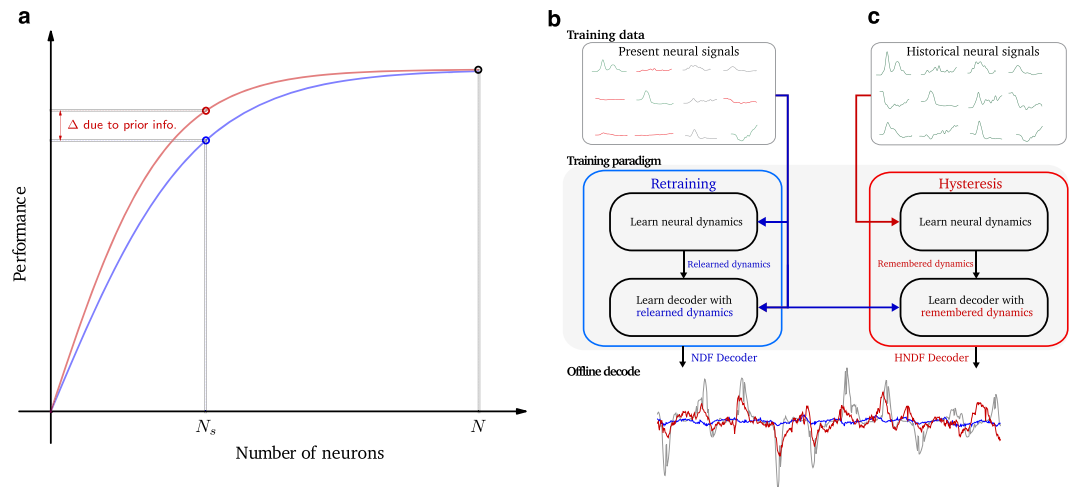 a
Performance
Δ due to prior info.
N_s
N
Number of neurons
b
c
Training data
Present neural signals
Historical neural signals
Training paradigm
Retraining
Learn neural dynamics
Relearned dynamics
Learn decoder with
relearned dynamics
NDF Decoder
Hysteresis
Learn neural dynamics
Remembered dynamics
Learn decoder with
remembered dynamics
HNDF Decoder
Offline decode